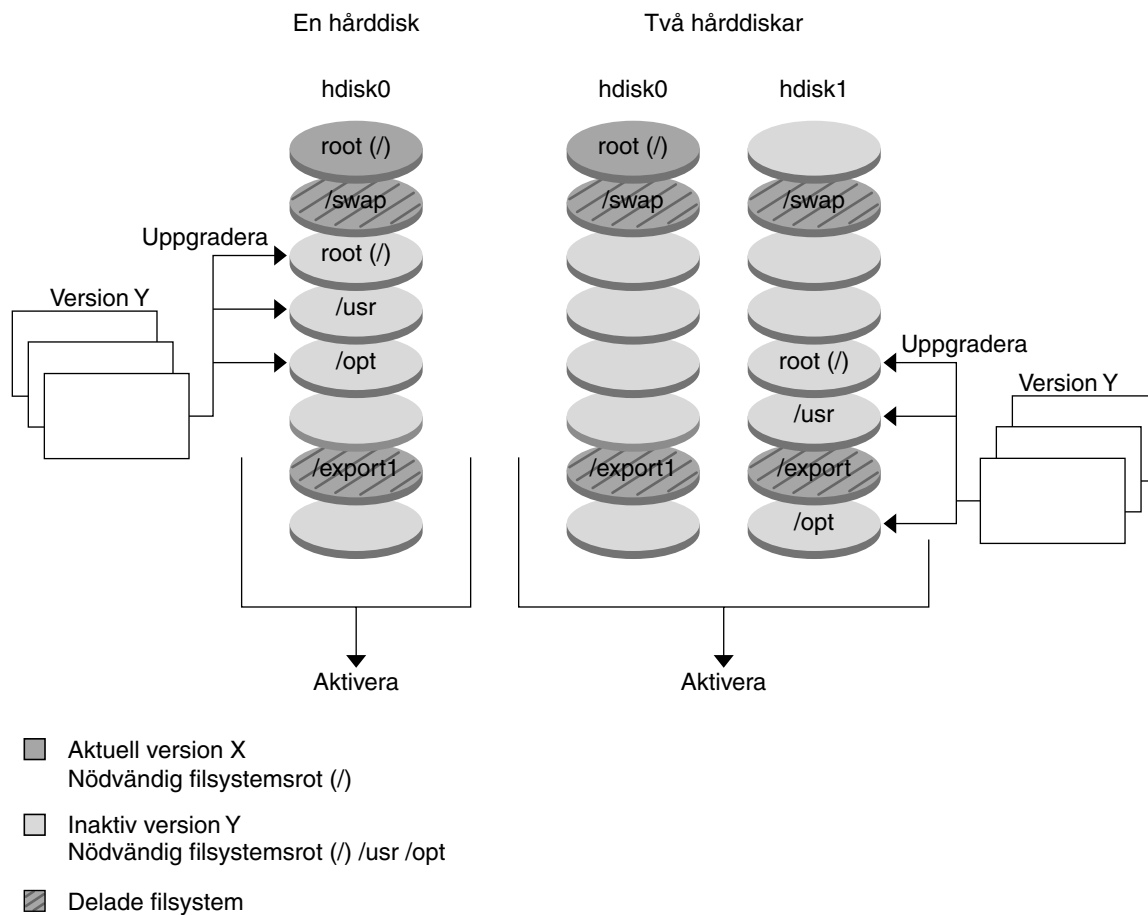 En hårddisk
Två hårddiskar
hdisk0
hdisk0
hdisk1
root (/)
root (/)
/swap
/swap
/swap
Uppgradera
root (/)
Version Y
/usr
/opt
root (/)
Uppgradera
Version Y
/usr
/export1
/export1
/export
/opt
Aktivera
Aktivera
Aktuell version X
Nödvändig filsystemsrot (/)
Inaktiv version Y
Nödvändig filsystemsrot (/) /usr /opt
Delade filsystem